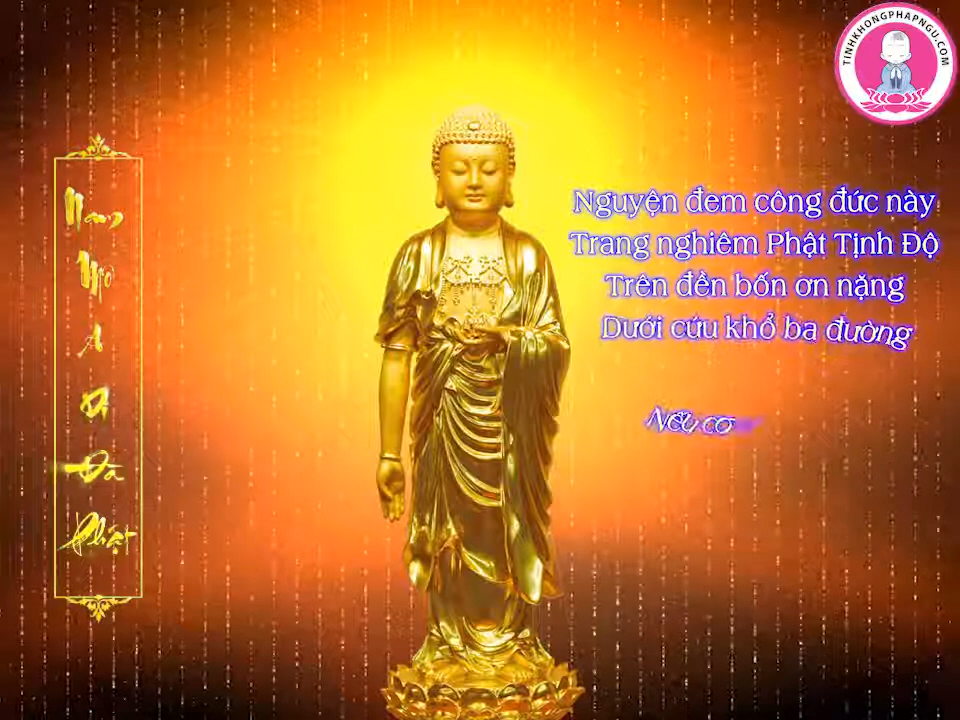 TINHKHONGPHAPNGU.COM
Nam
Mô
A
Di
Đà
Phật
Nguyện đem công đức này
Trang nghiêm Phật Tịnh Độ
Trên đền bốn ơn nặng
Dưới cứu khổ ba đường
Nếu có